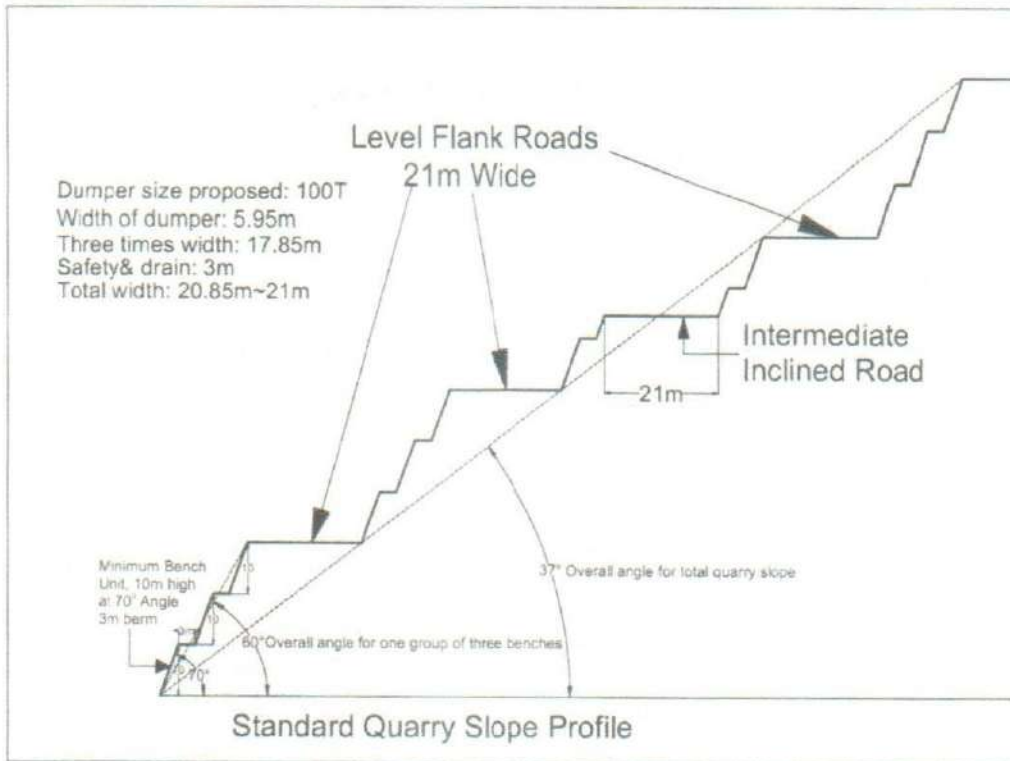 Level Flank Roads
21m Wide
Dumper size proposed: 100T
Width of dumper: 5.95m
Three times width: 17.85m
Safety& drain: 3m
Total width: 20.85m~21m
Intermediate
Inclined Road
21m
37° Overall angle for total quarry slope
Minimum Bench
Unit, 10m high
at 70° Angle
3m berm
10
10
60°Overall angle for one group of three benches
70°
Standard Quarry Slope Profile